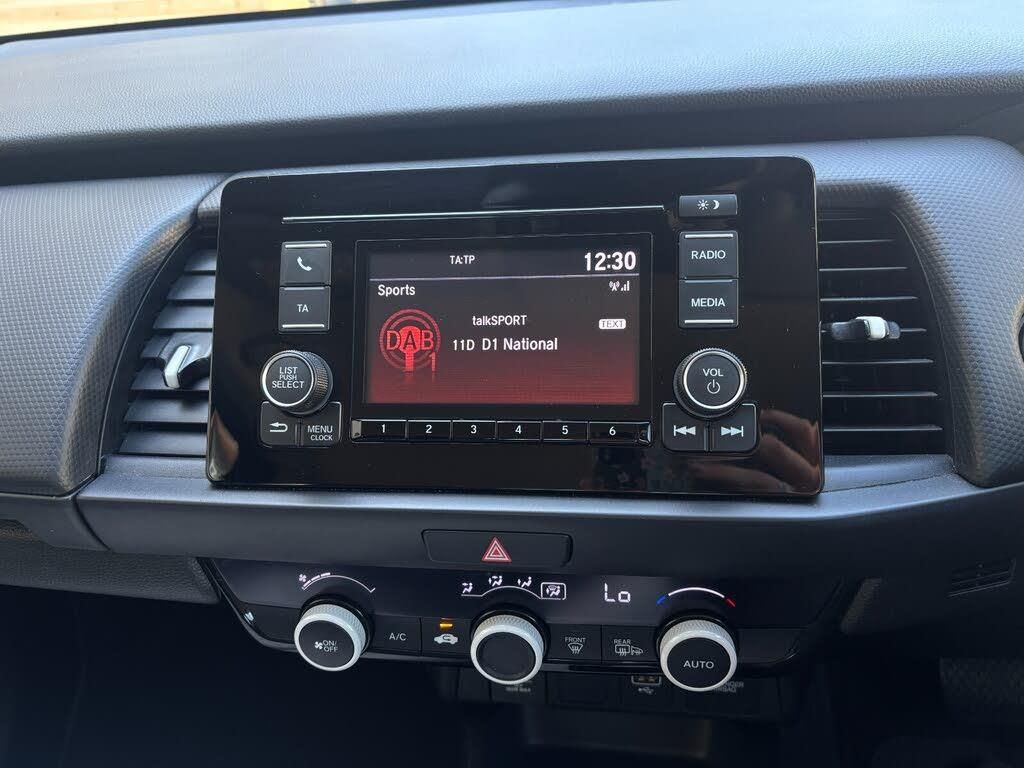 TA:TP
12:30
Sports
talkSPORT
TEXT
DAB
1
11D D1 National
TA
LIST
PUSH
SELECT
MENU
CLOCK
RADIO
MEDIA
VOL
1 2 3 4 5 6
Lo
ON/
OFF
A/C
FRONT
REAR
AUTO